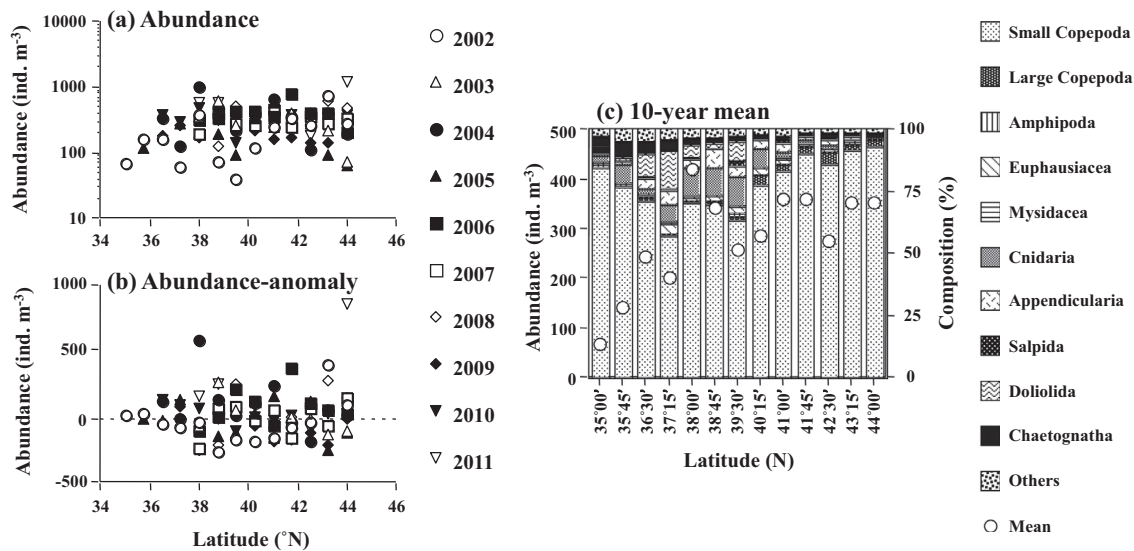 (a) Abundance
Abundance (ind. m-3)
10000
1000
100
10
34 36 38 40 42 44 46
(b) Abundance-anomaly
Abundance (ind. m-3)
1000
500
0
-500
34 36 38 40 42 44 46
Latitude (˚N)
2002
2003
2004
2005
2006
2007
2008
2009
2010
2011
(c) 10-year mean
Abundance (ind. m-3)
500
400
300
200
100
0
100
75
50
25
0
Composition (%)
35˚00′
35˚45′
36˚30′
37˚15′
38˚00′
38˚45′
39˚30′
40˚15′
41˚00′
41˚45′
42˚30′
43˚15′
44˚00′
Latitude (N)
Small Copepoda
Large Copepoda
Amphipoda
Euphausiacea
Mysidacea
Cnidaria
Appendicularia
Salpida
Doliolida
Chaetognatha
Others
Mean